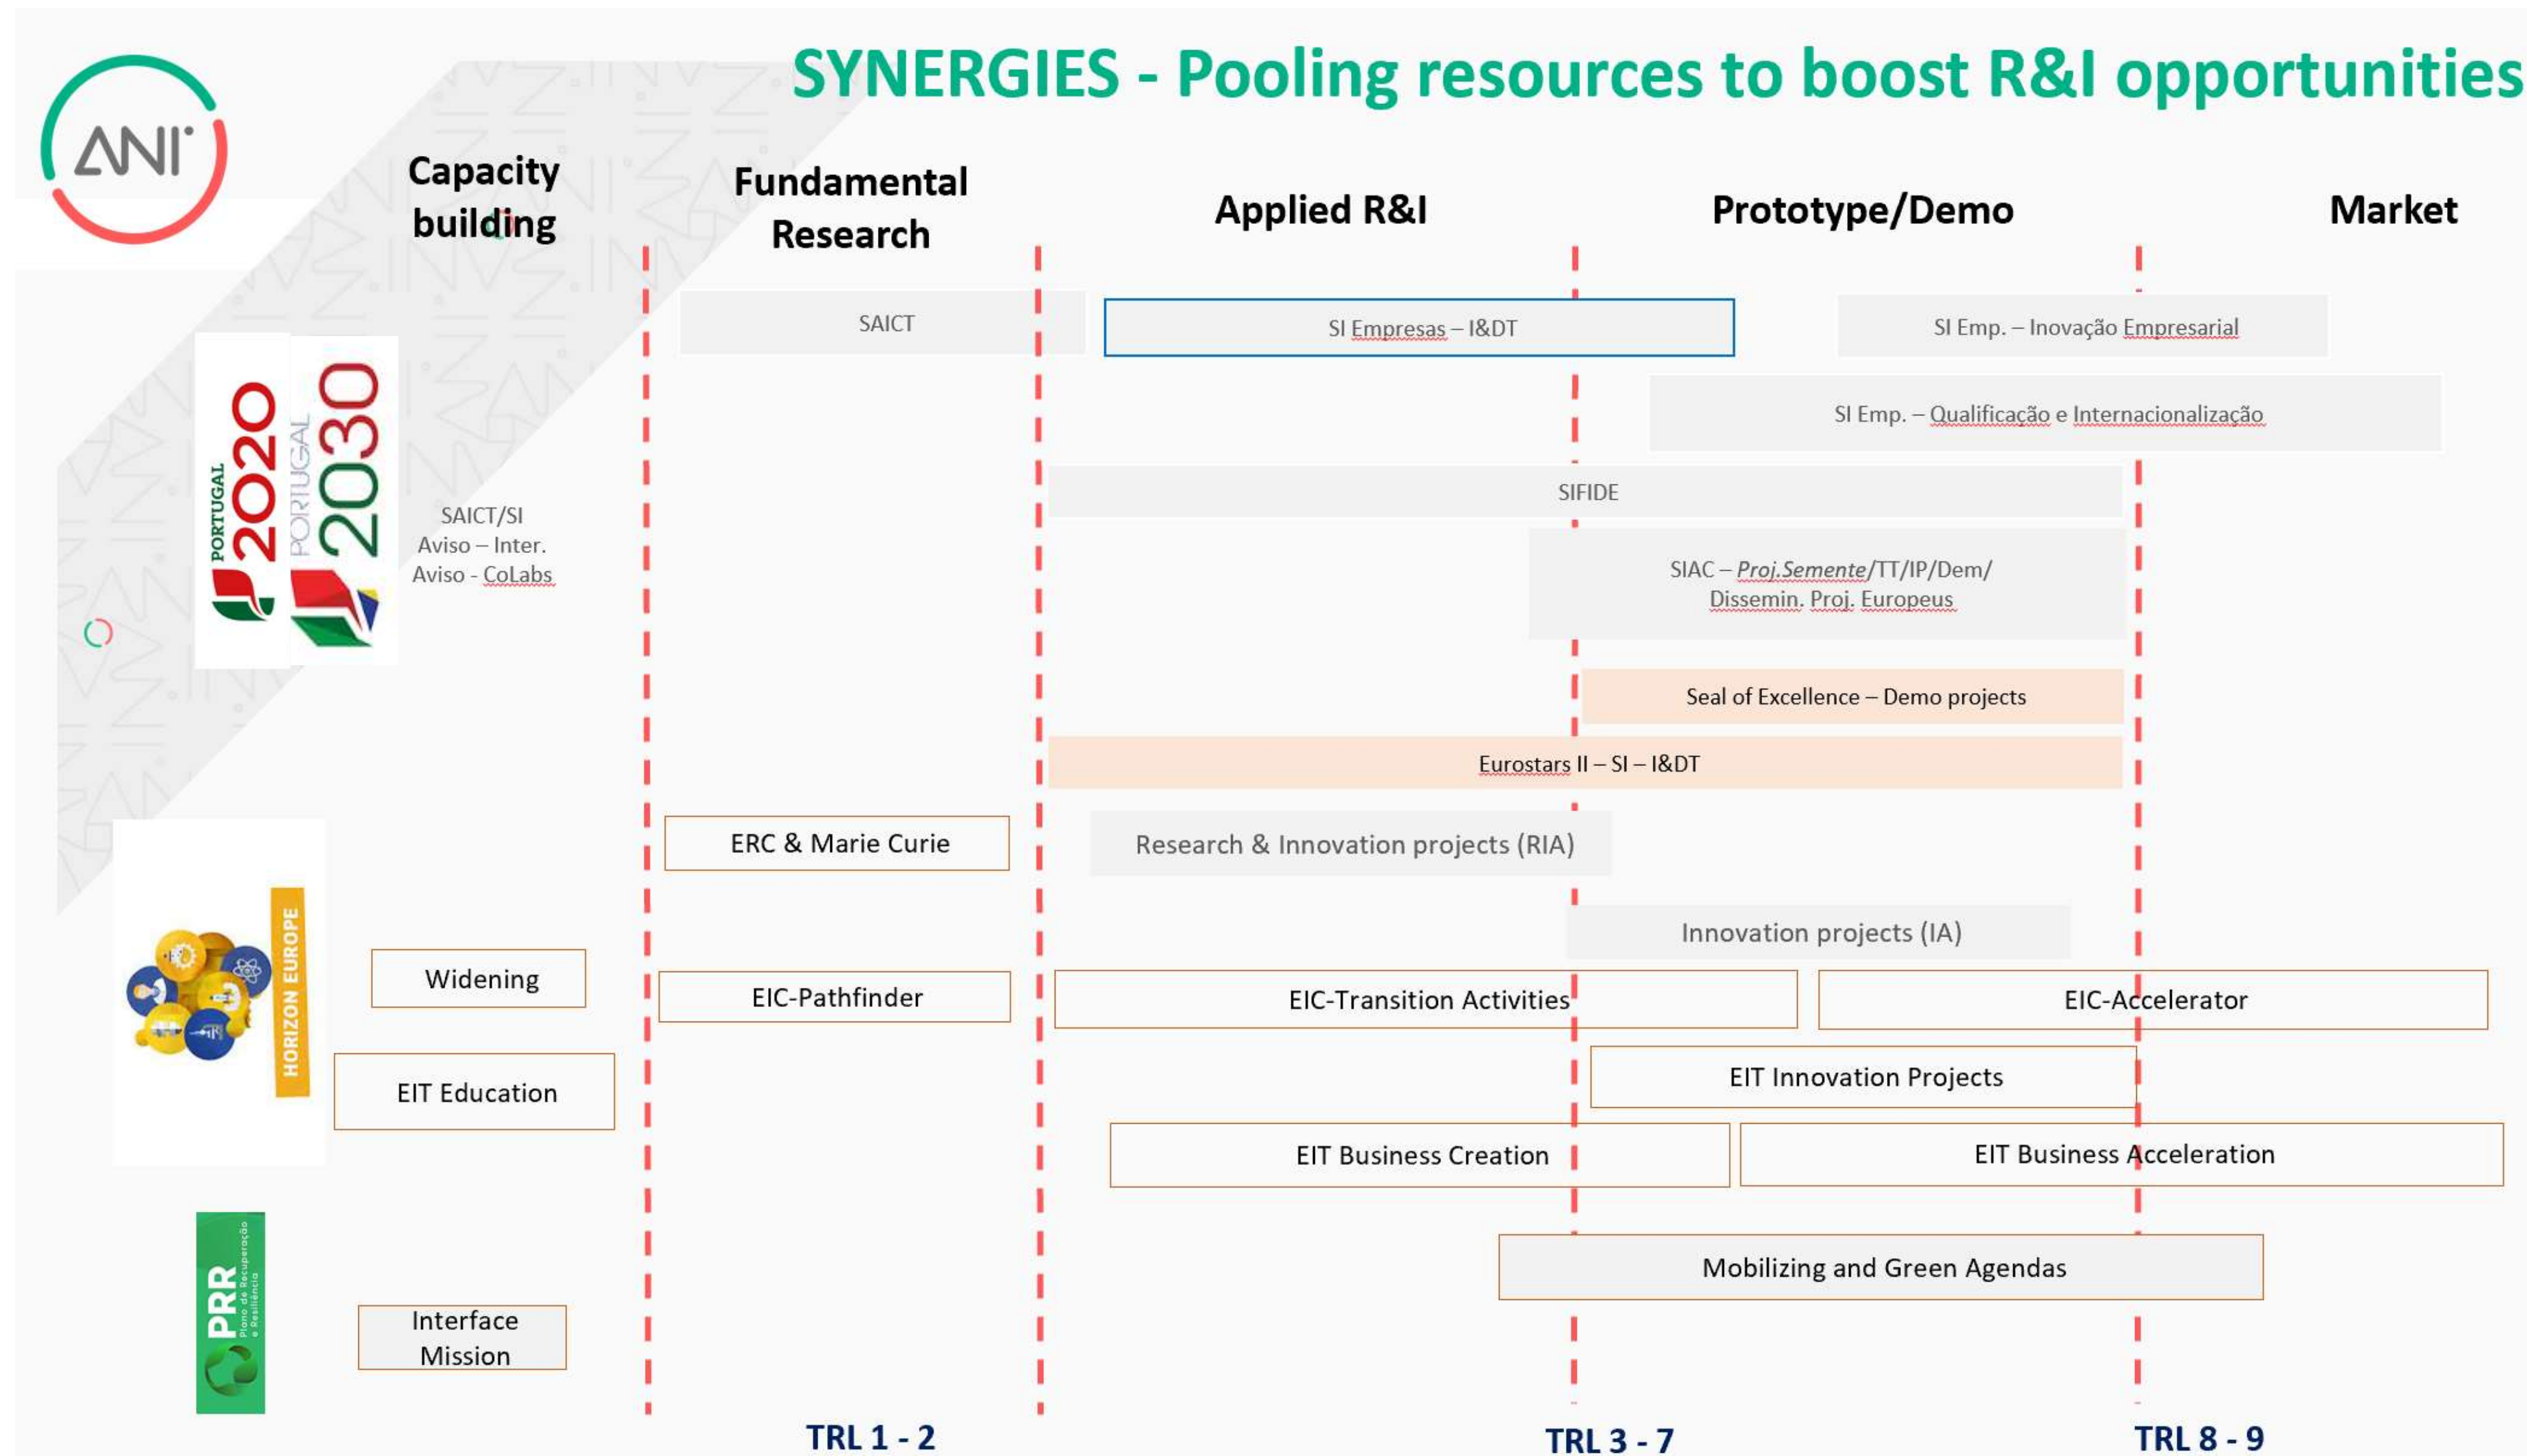 SYNERGIES - Pooling resources to boost R&I opportunities
ANI
Capacity
building
Fundamental
Research
Applied R&I
Prototype/Demo
Market
SAICT
SI Empresas – I&DT
SI Emp. – Inovação Empresarial
SI Emp. – Qualificação e Internacionalização
PORTUGAL
2020
PORTUGAL
2030
SIFIDE
SAICT/SI
Aviso – Inter.
Aviso - CoLabs
SIAC – Proj.Semente/TT/IP/Dem/
Dissemin. Proj. Europeus
Seal of Excellence – Demo projects
Eurostars II – SI – I&DT
ERC & Marie Curie
Research & Innovation projects (RIA)
HORIZON EUROPE
Innovation projects (IA)
Widening
EIC-Pathfinder
EIC-Transition Activities
EIC-Accelerator
EIT Education
EIT Innovation Projects
EIT Business Creation
EIT Business Acceleration
PRR
Plano de Recuperação
e Resiliência
Mobilizing and Green Agendas
Interface
Mission
TRL 1 - 2
TRL 3 - 7
TRL 8 - 9